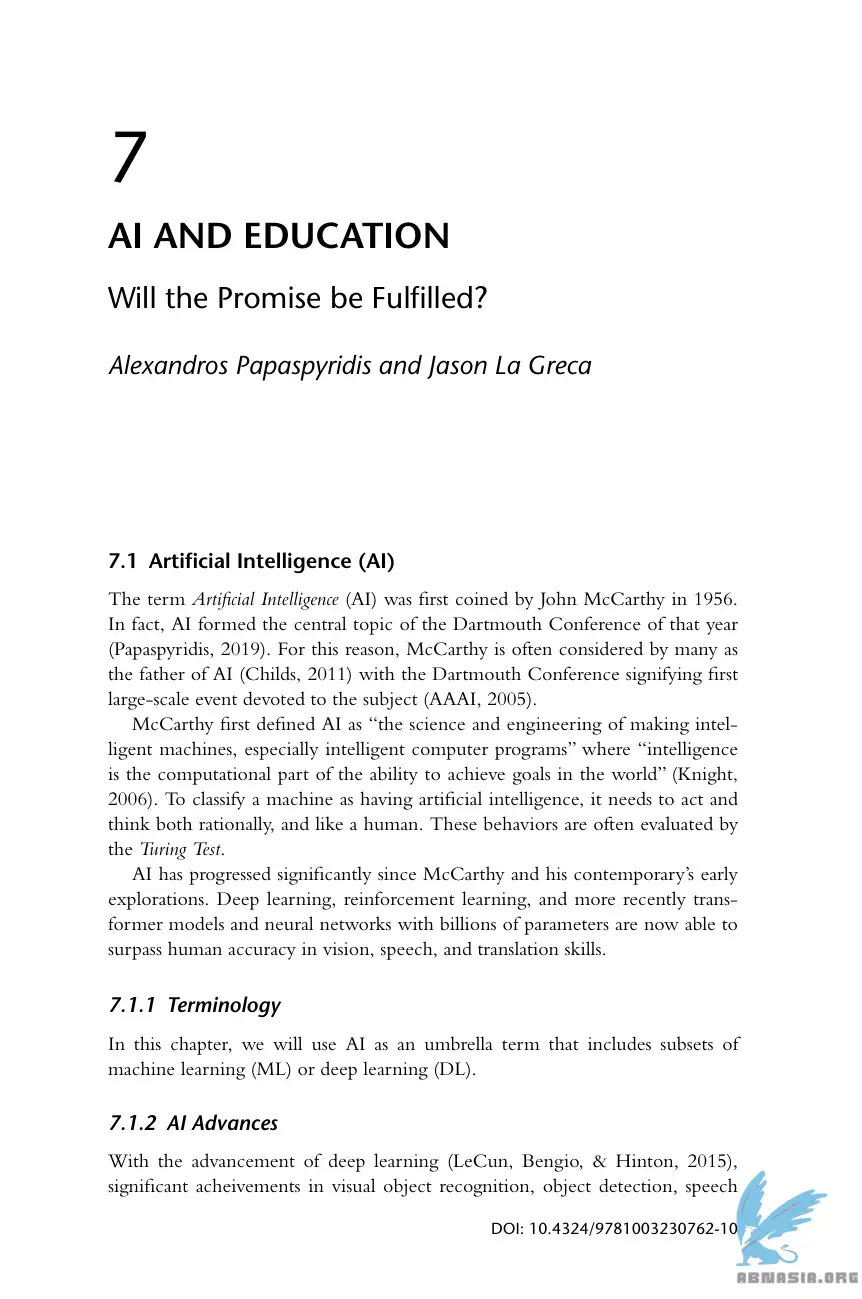 7
AI AND EDUCATION
Will the Promise be Fulfilled?
Alexandros Papaspyridis and Jason La Greca
7.1 Artificial Intelligence (AI)
The term Artificial Intelligence (AI) was first coined by John McCarthy in 1956.
In fact, AI formed the central topic of the Dartmouth Conference of that year
(Papaspyridis, 2019). For this reason, McCarthy is often considered by many as
the father of AI (Childs, 2011) with the Dartmouth Conference signifying first
large-scale event devoted to the subject (AAAI, 2005).
McCarthy first defined AI as “the science and engineering of making intel-
ligent machines, especially intelligent computer programs” where “intelligence
is the computational part of the ability to achieve goals in the world” (Knight,
2006). To classify a machine as having artificial intelligence, it needs to act and
think both rationally, and like a human. These behaviors are often evaluated by
the Turing Test.
AI has progressed significantly since McCarthy and his contemporary’s early
explorations. Deep learning, reinforcement learning, and more recently trans-
former models and neural networks with billions of parameters are now able to
surpass human accuracy in vision, speech, and translation skills.
7.1.1 Terminology
In this chapter, we will use AI as an umbrella term that includes subsets of
machine learning (ML) or deep learning (DL).
7.1.2 AI Advances
With the advancement of deep learning (LeCun, Bengio, & Hinton, 2015),
significant acheivements in visual object recognition, object detection, speech
DOI: 10.4324/9781003230762-10
ABNASIA.ORG